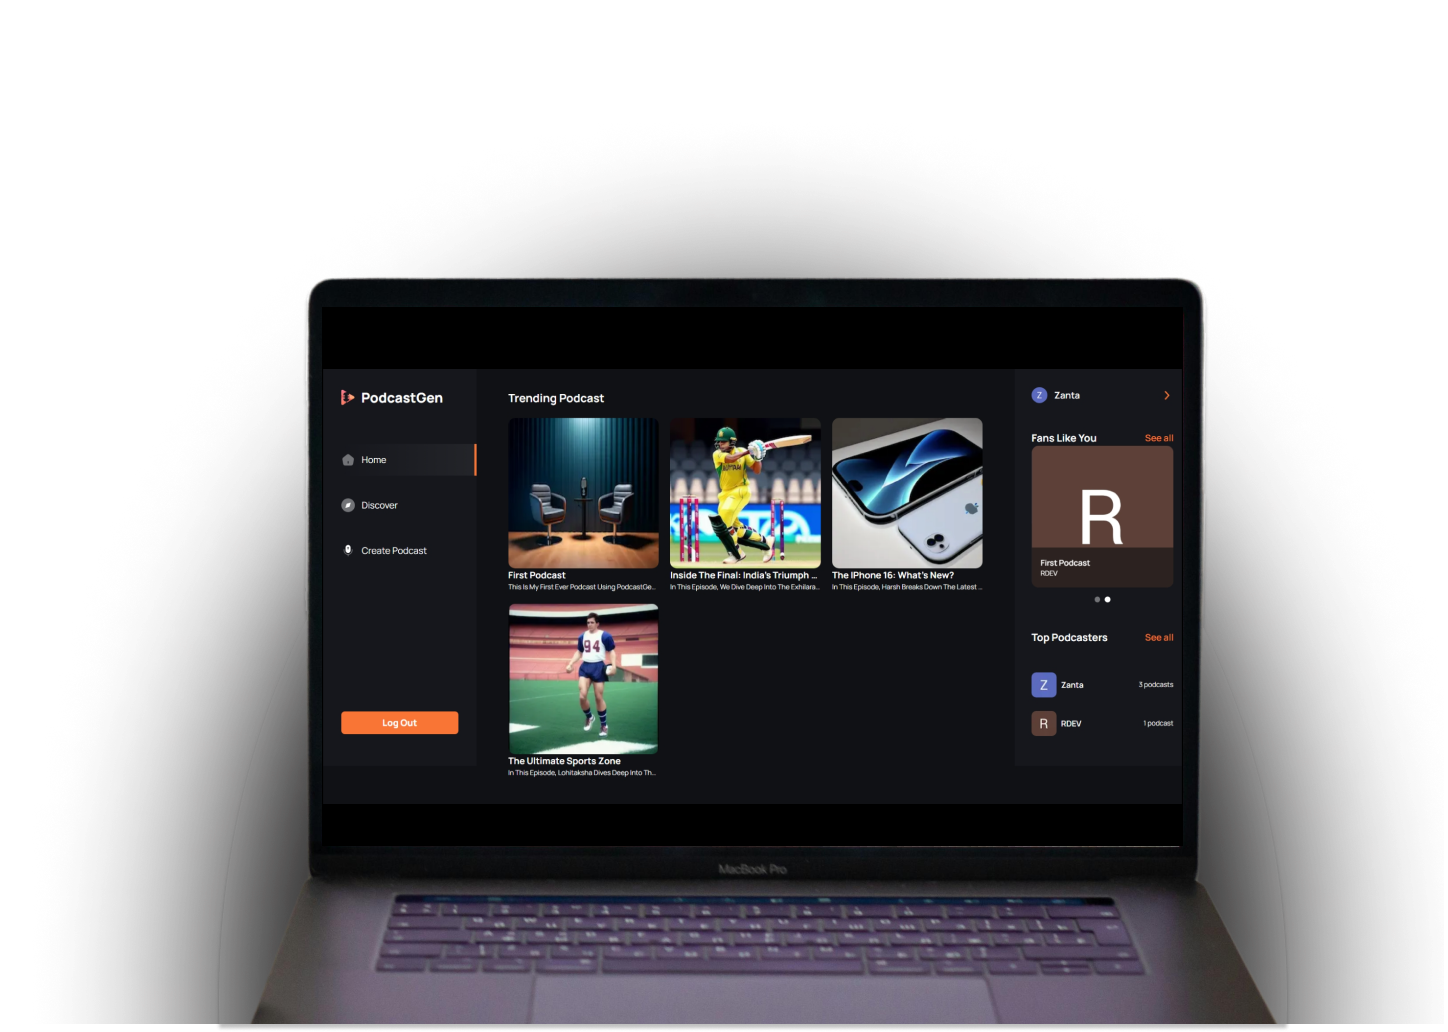 PodcastGen
Home
Discover
Create Podcast
Log Out
Trending Podcast
First Podcast
This Is My First Ever Podcast Using PodcastGe...
Inside The Final: India's Triumph ...
In This Episode, We Dive Deep Into The Exhilara...
The IPhone 16: What's New?
In This Episode, Harsh Breaks Down The Latest ...
94
The Ultimate Sports Zone
In This Episode, Lohitaksha Dives Deep Into Th...
Z
Zanta
Fans Like You
See all
R
First Podcast
RDEV
Top Podcasters
See all
Z
Zanta
3 podcasts
R
RDEV
1 podcast
MacBook Pro